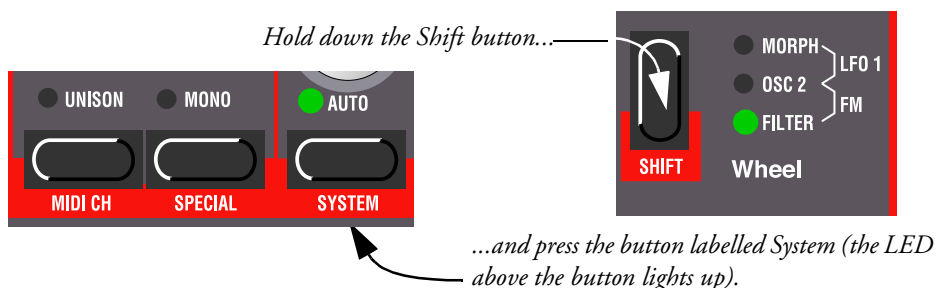 Hold down the Shift button...
UNISON
MONO
AUTO
MIDI CH
SPECIAL
SYSTEM
MORPH
LFO 1
OSC 2
FM
FILTER
SHIFT
Wheel
...and press the button labelled System (the LED
above the button lights up).